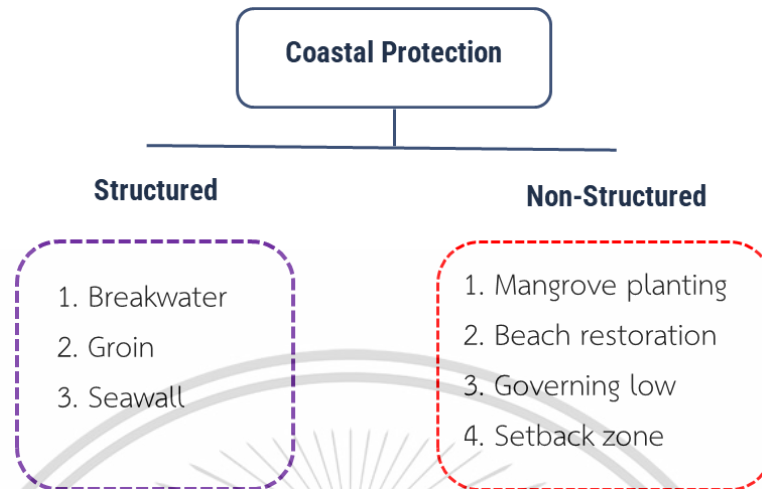 Coastal Protection
Structured
Non-Structured
1. Breakwater
2. Groin
3. Seawall
1. Mangrove planting
2. Beach restoration
3. Governing low
4. Setback zone